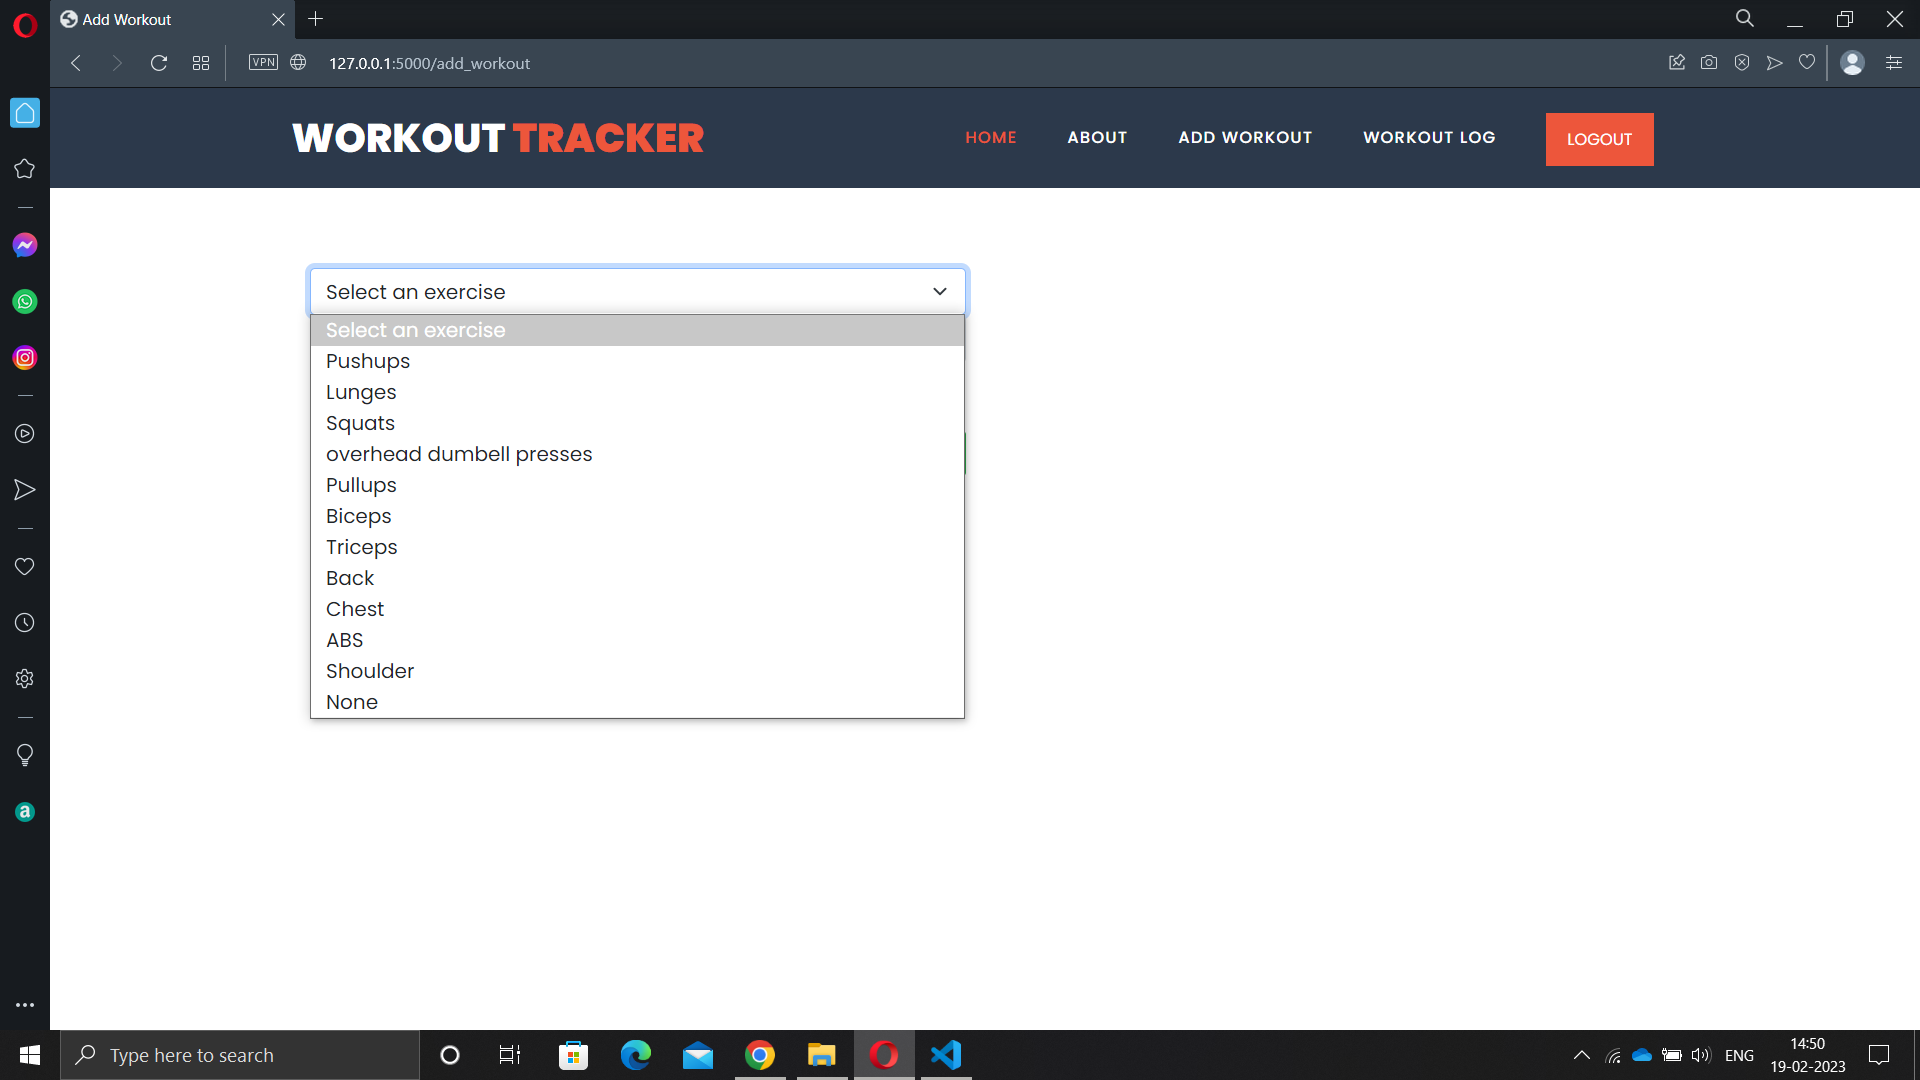 Add Workout
VPN
127.0.0.1:5000/add_workout
WORKOUT TRACKER
HOME
ABOUT
ADD WORKOUT
WORKOUT LOG
LOGOUT
Select an exercise
Select an exercise
Pushups
Lunges
Squats
overhead dumbell presses
Pullups
Biceps
Triceps
Back
Chest
ABS
Shoulder
None
a
Type here to search
ENG
14:50
19-02-2023